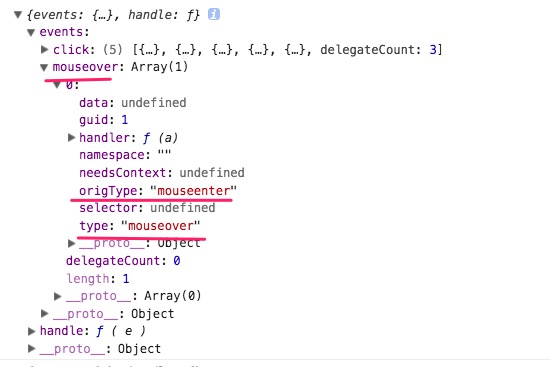 {events: {…}, handle: ƒ} i
events:
click: (5) [{…}, {…}, {…}, {…}, {…}, delegateCount: 3]
mouseover: Array(1)
0:
data: undefined
guid: 1
handler: ƒ (a)
namespace: ""
needsContext: undefined
origType: "mouseenter"
selector: undefined
type: "mouseover"
__proto__: Object
delegateCount: 0
length: 1
__proto__: Array(0)
__proto__: Object
handle: ƒ ( e )
__proto__: Object